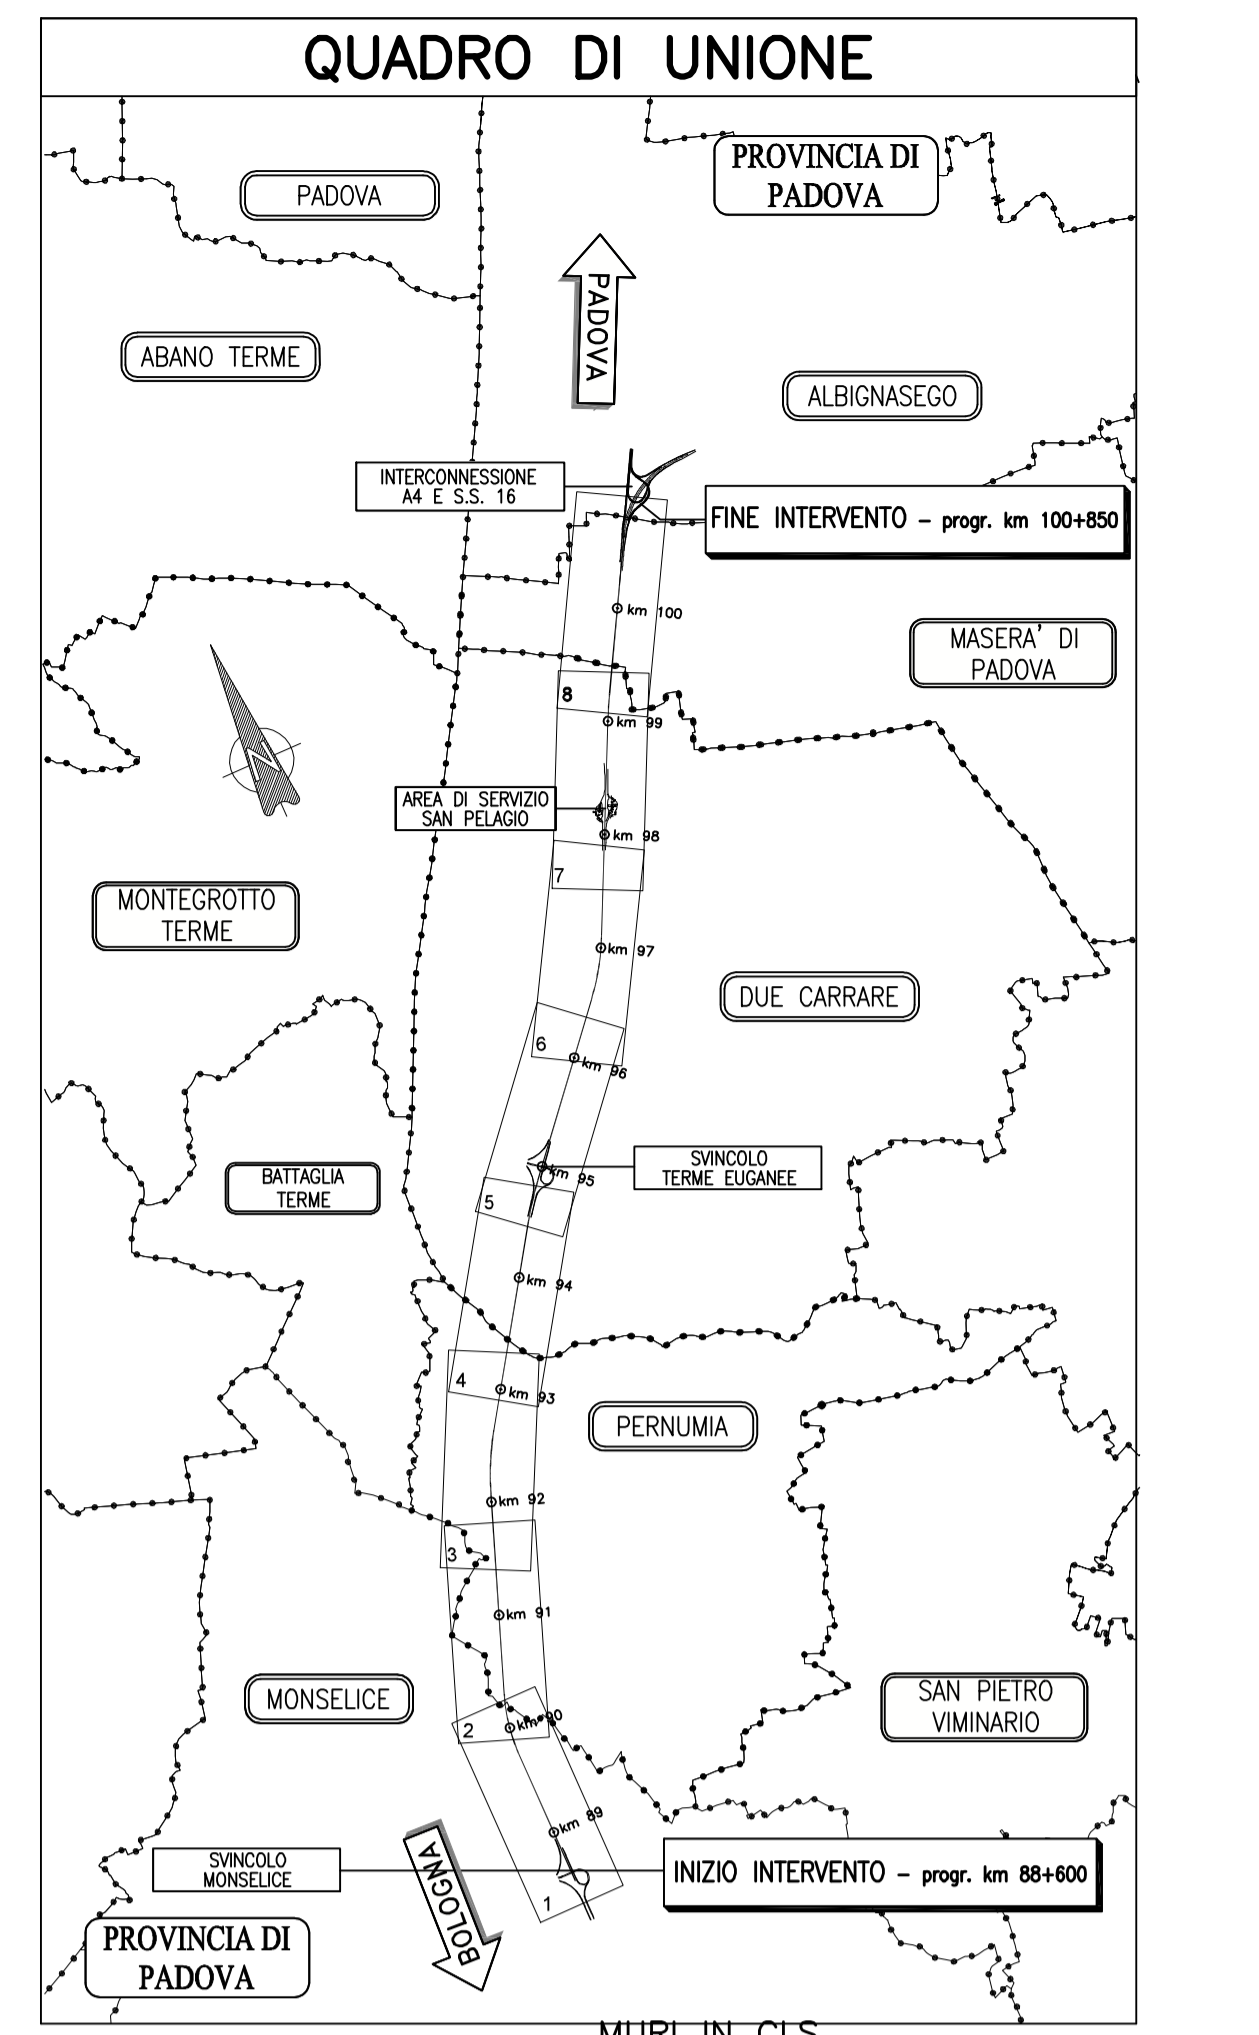 QUADRO DI UNIONE
PROVINCIA DI
PADOVA
PADOVA
PADOVA
ABANO TERME
ALBIGNASEGO
INTERCONNESSIONE
A4 E S.S. 16
FINE INTERVENTO – progr. km 100+850
km 100
MASERA' DI
PADOVA
8
km 99
N
AREA DI SERVIZIO
SAN PELAGIO
km 98
7
MONTEGROTTO
TERME
km 97
DUE CARRARE
6
km 96
SVINCOLO
TERME EUGANEE
km 95
BATTAGLIA
TERME
5
km 94
4
km 93
PERNUMIA
km 92
3
km 91
MONSELICE
SAN PIETRO
VIMINARIO
2
km 90
km 89
SVINCOLO
MONSELICE
BOLOGNA
INIZIO INTERVENTO – progr. km 88+600
1
PROVINCIA DI
PADOVA
MURI IN CLS